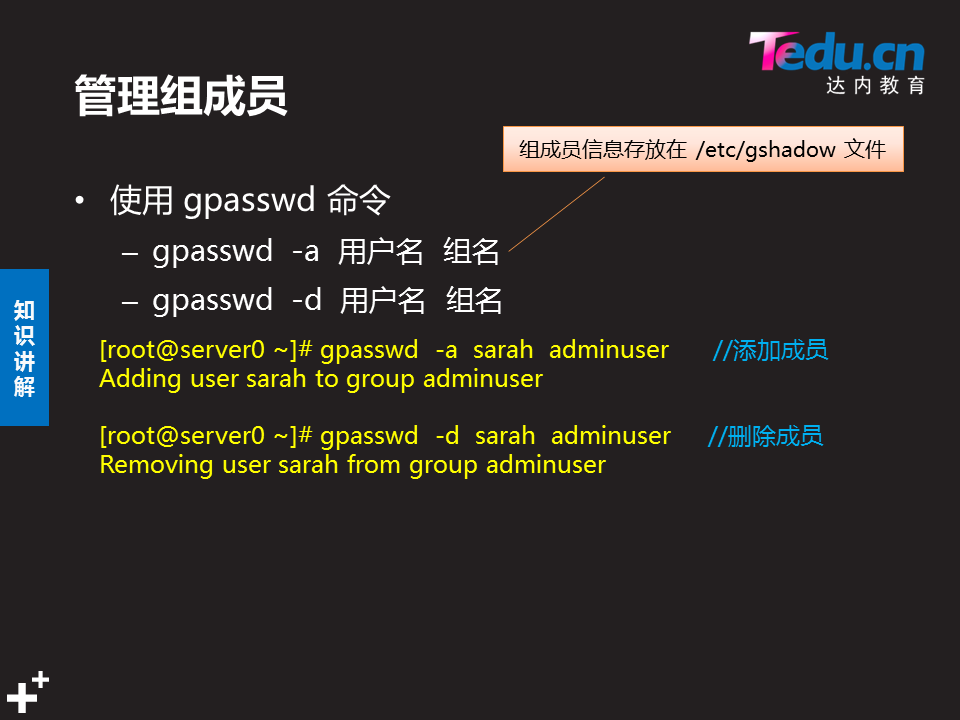 Tedu.cn
达内教育
管理组成员
组成员信息存放在 /etc/gshadow 文件
• 使用 gpasswd 命令
– gpasswd -a 用户名 组名
– gpasswd -d 用户名 组名
知识讲解
[root@server0 ~]# gpasswd -a sarah adminuser //添加成员
Adding user sarah to group adminuser
[root@server0 ~]# gpasswd -d sarah adminuser //删除成员
Removing user sarah from group adminuser